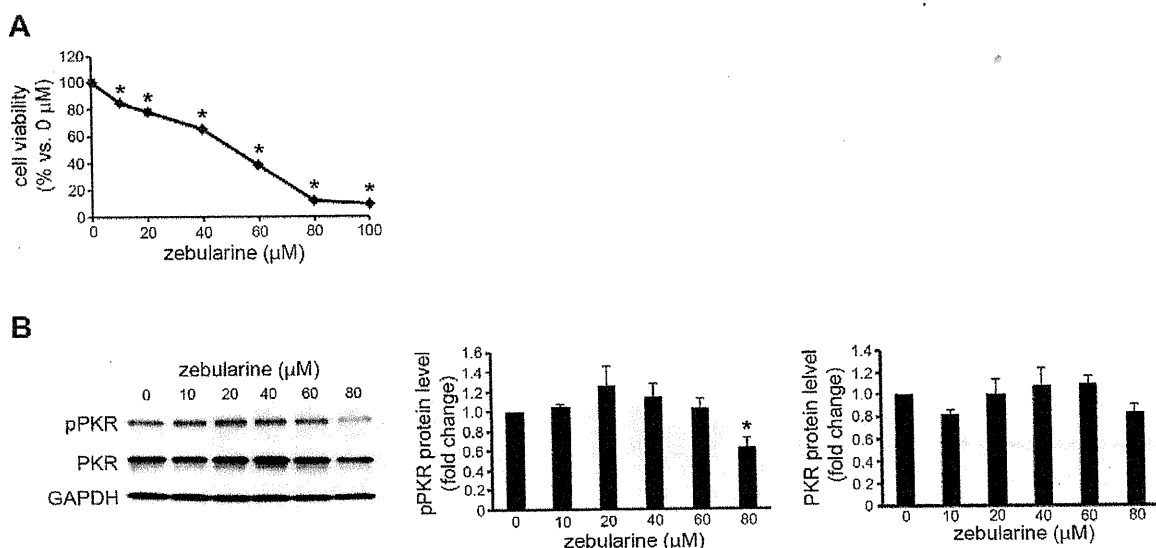 A
120
100
80
60
40
20
0
cell viability
(% vs. 0 µM)
* * * * * *
0 20 40 60 80 100
zebularine (µM)
B
zebularine (µM)
0 10 20 40 60 80
pPKR
PKR
GAPDH
1.6
1.4
1.2
1.0
0.8
0.6
0.4
0.2
0
pPKR protein level
(fold change)
*
0 10 20 40 60 80
zebularine (µM)
1.4
1.2
1.0
0.8
0.6
0.4
0.2
0
PKR protein lelvel
(fold change)
0 10 20 40 60 80
zebularine (µM)